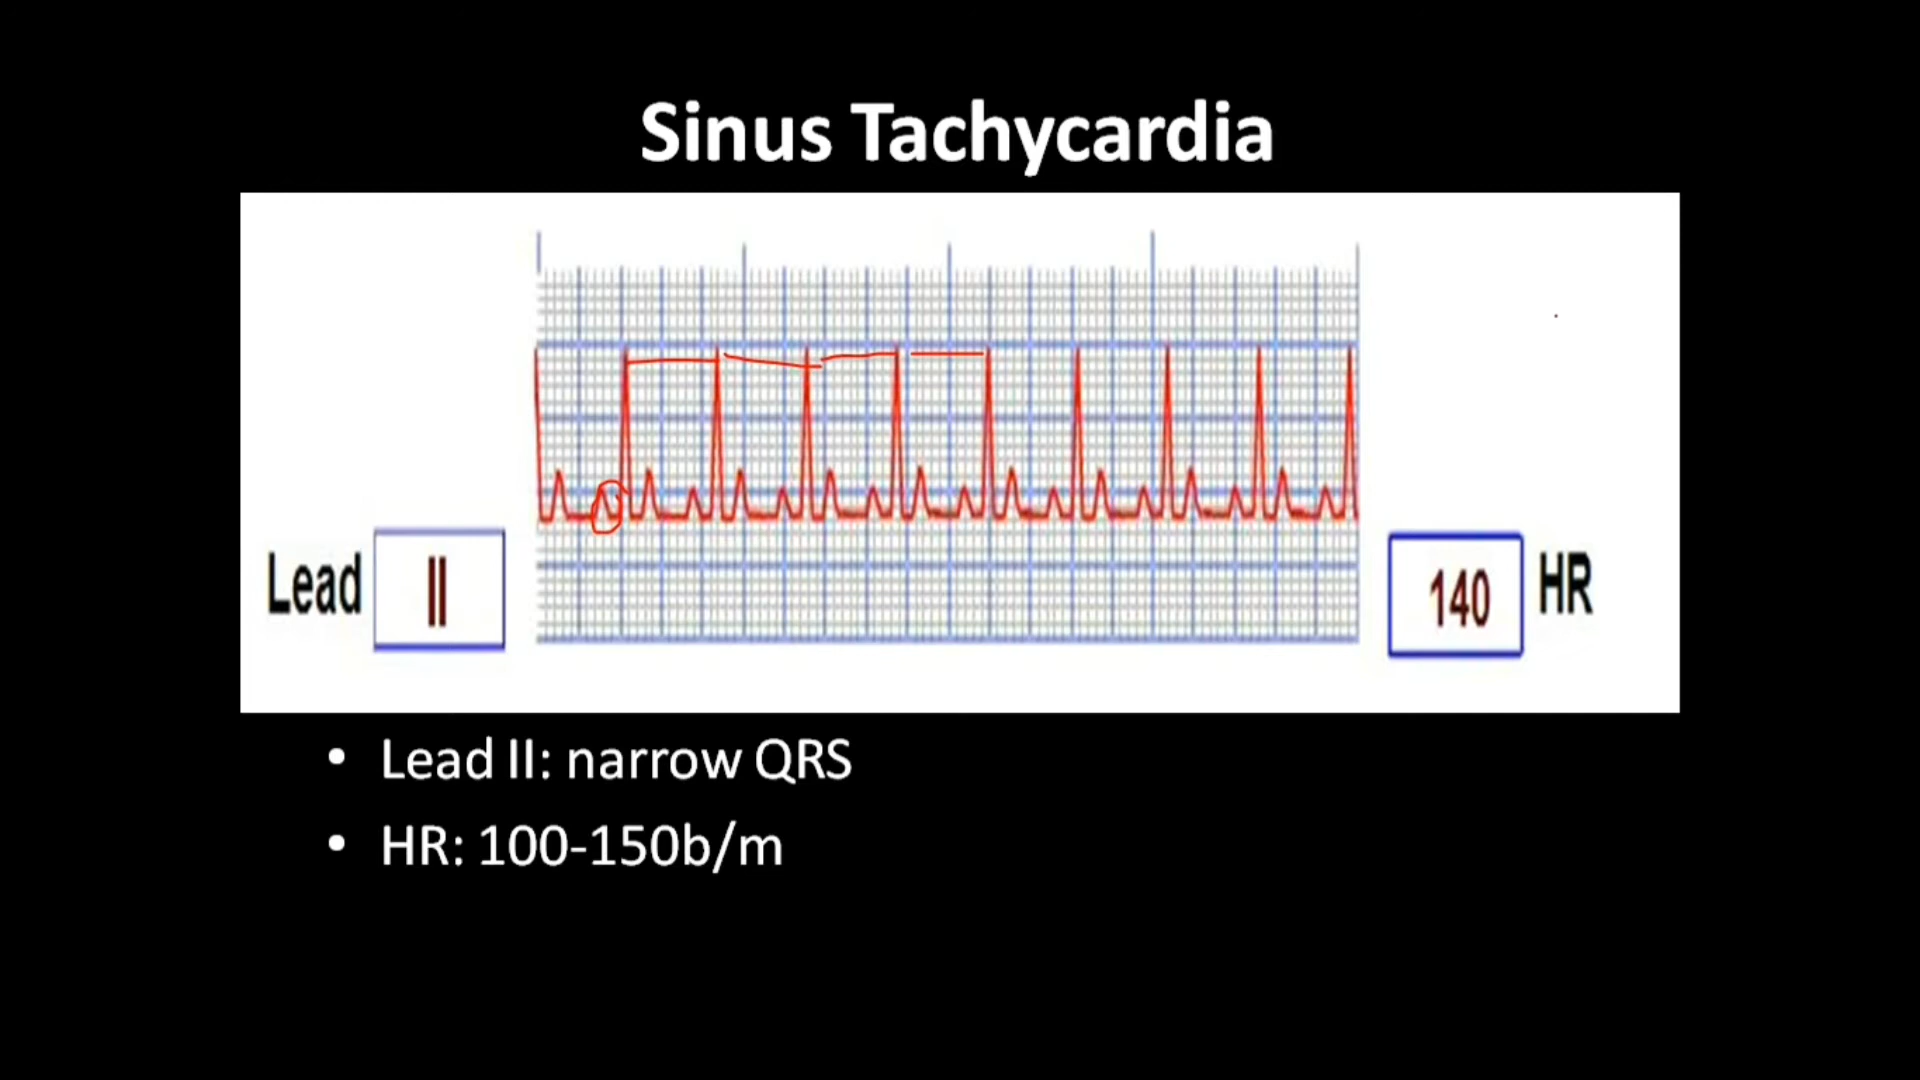 Sinus Tachycardia
Lead II
140 HR
• Lead II: narrow QRS
• HR: 100-150b/m